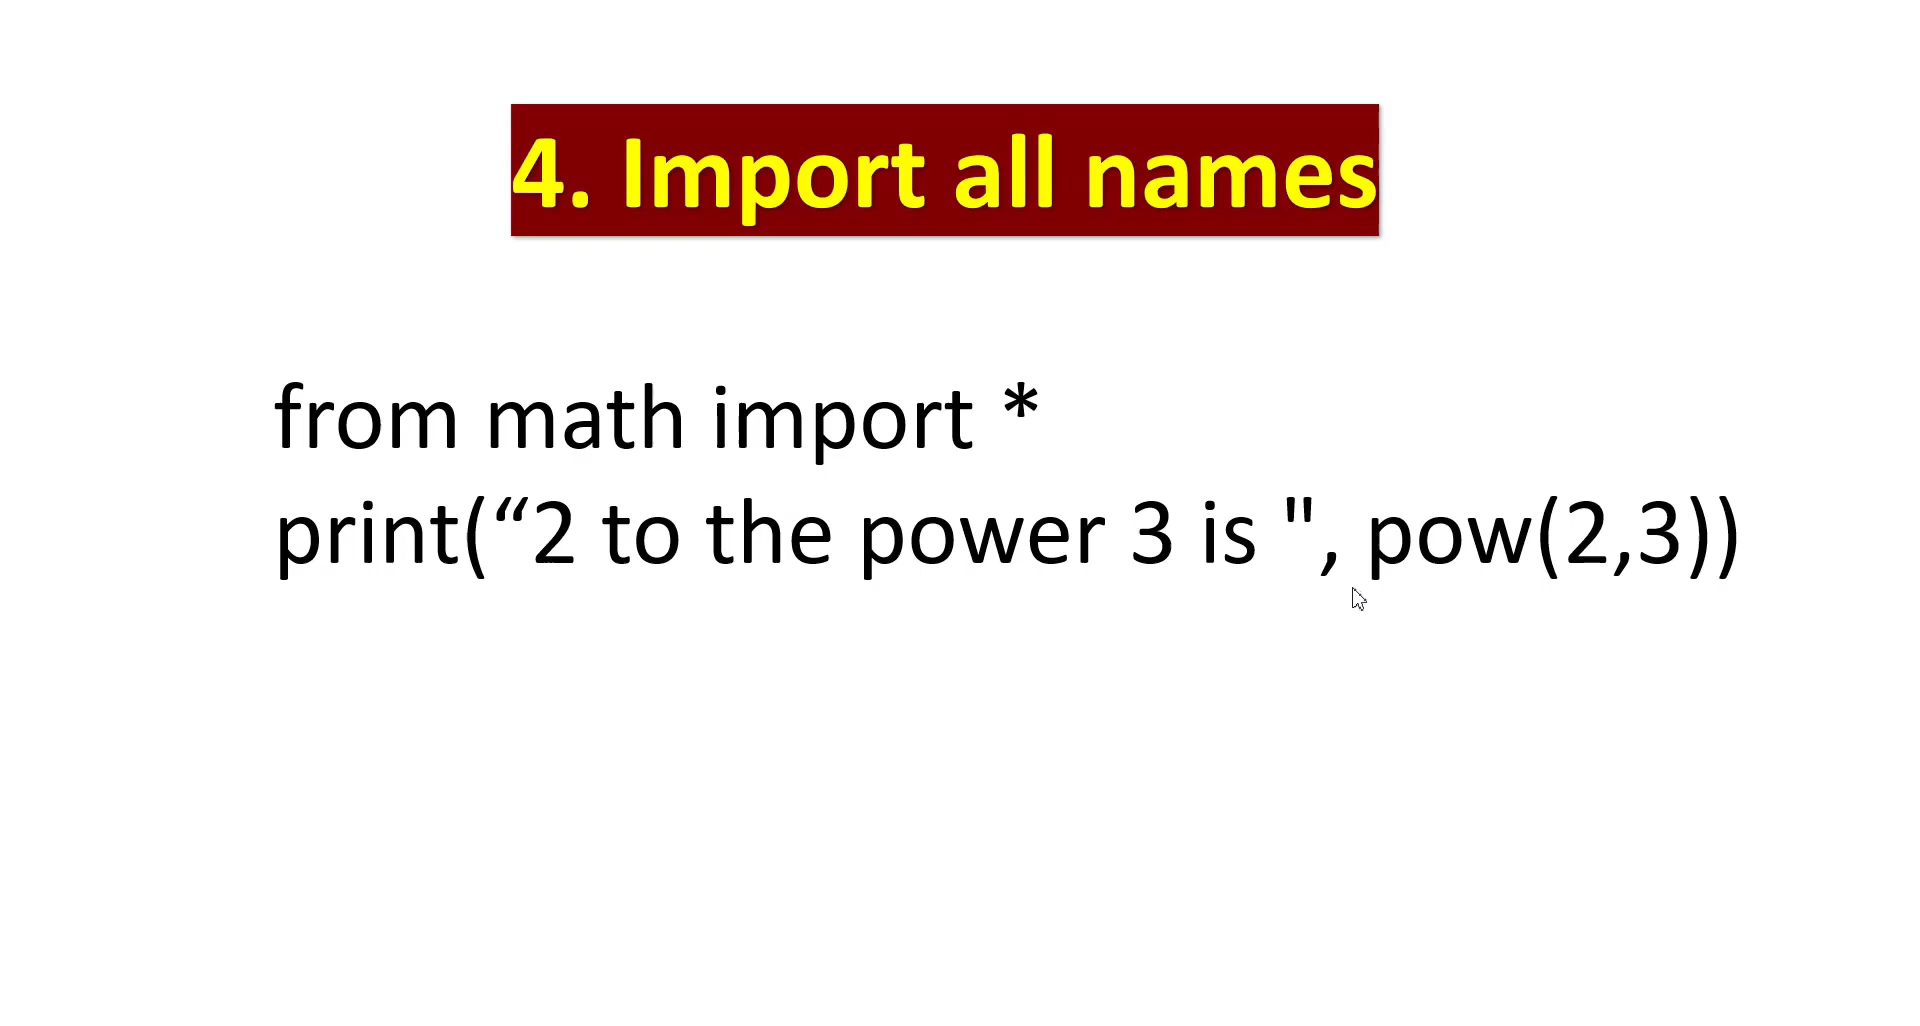 4. Import all names
from math import *
print(“2 to the power 3 is ", pow(2,3))